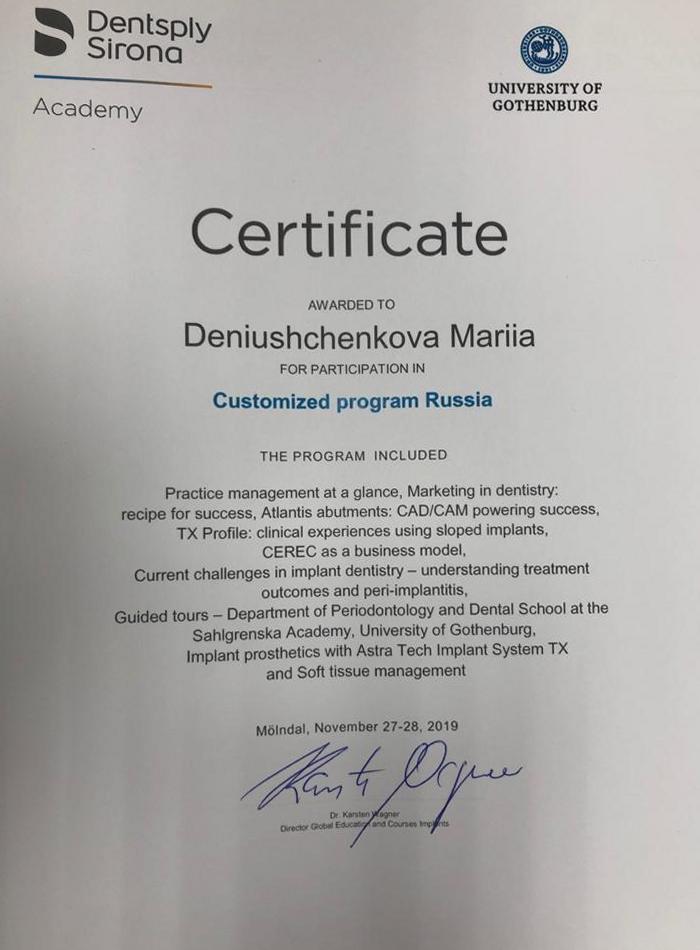 Dentsply
Sirona
Academy
UNIVERSITY OF
GOTHENBURG
Certificate
AWARDED TO
Deniushchenkova Mariia
FOR PARTICIPATION IN
Customized program Russia
THE PROGRAM INCLUDED
Practice management at a glance, Marketing in dentistry:
recipe for success, Atlantis abutments: CAD/CAM powering success,
TX Profile: clinical experiences using sloped implants,
CEREC as a business model,
Current challenges in implant dentistry – understanding treatment
outcomes and peri-implantitis,
Guided tours – Department of Periodontology and Dental School at the
Sahlgrenska Academy, University of Gothenburg,
Implant prosthetics with Astra Tech Implant System TX
and Soft tissue management
Mölndal, November 27-28, 2019
Dr. Karsten Wagner
Director Global Education and Courses Implants